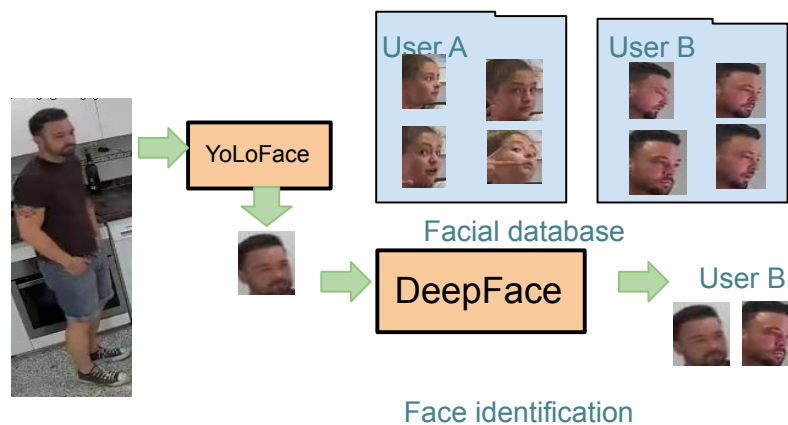 User A
User B
YoLoFace
Facial database
DeepFace
User B
Face identification